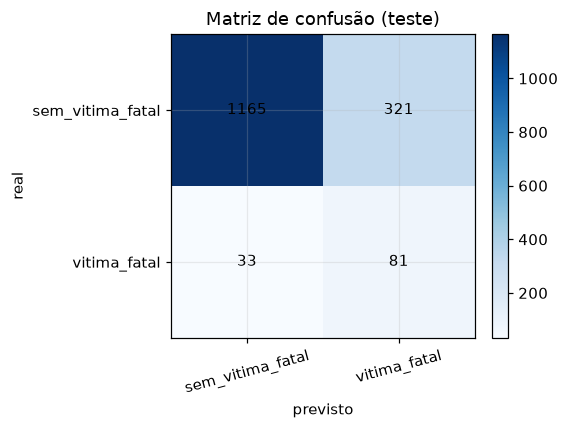 Matriz de confusão (teste)
real
sem_vitima_fatal
1165
321
vitima_fatal
33
81
sem_vitima_fatal
vitima_fatal
previsto
1000
800
600
400
200